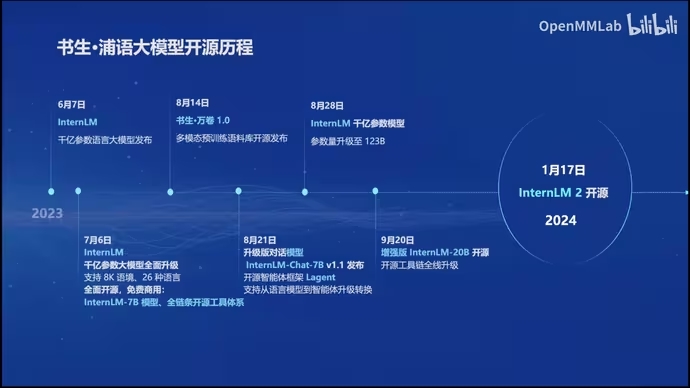 OpenMMLab bilibili
书生·浦语大模型开源历程
6月7日
InternLM
千亿参数语言大模型发布
8月14日
书生·万卷 1.0
多模态预训练语料库开源发布
8月28日
InternLM 千亿参数模型
参数量升级至 123B
1月17日
InternLM 2 开源
2024
2023
7月6日
InternLM
千亿参数大模型全面升级
支持 8K 语境、26 种语言
全面开源，免费商用：
InternLM-7B 模型、全链条开源工具体系
8月21日
升级版对话模型
InternLM-Chat-7B v1.1 发布
开源智能体框架 Lagent
支持从语言模型到智能体升级转换
9月20日
增强版 InternLM-20B 开源
开源工具链全线升级